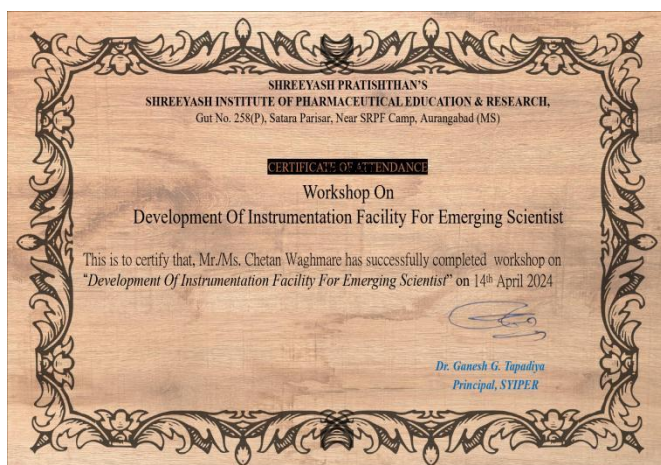 SHREEYASH PRATISHTHAN'S
SHREEYASH INSTITUTE OF PHARMACEUTICAL EDUCATION & RESEARCH,
Gut No. 258(P), Satara Parisar, Near SRPF Camp, Aurangabad (MS)
CERTIFICATE OF ATTENDANCE
Workshop On
Development Of Instrumentation Facility For Emerging Scientist
This is to certify that, Mr./Ms. Chetan Waghmare has successfully completed workshop on
“Development Of Instrumentation Facility For Emerging Scientist” on 14th April 2024
Dr. Ganesh G. Tapadiya
Principal, SYIPER